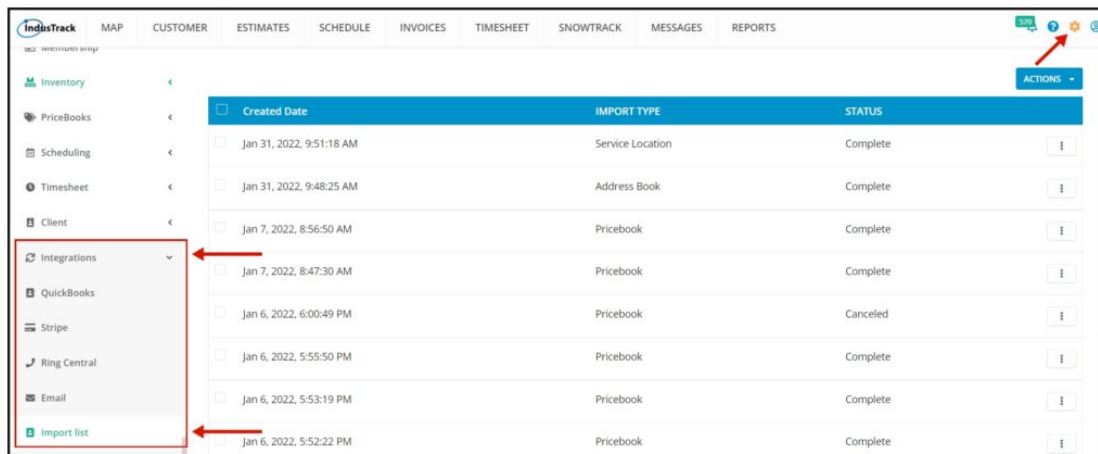 IndusTrack MAP CUSTOMER ESTIMATES SCHEDULE INVOICES TIMESHEET SNOWTRACK MESSAGES REPORTS 570
Membership
Inventory
ACTIONS
PriceBooks
Created Date IMPORT TYPE STATUS
Scheduling
Jan 31, 2022, 9:51:18 AM Service Location Complete
Timesheet
Jan 31, 2022, 9:48:25 AM Address Book Complete
Client
Jan 7, 2022, 8:56:50 AM Pricebook Complete
Integrations
Jan 7, 2022, 8:47:30 AM Pricebook Complete
QuickBooks
Jan 6, 2022, 6:00:49 PM Pricebook Canceled
Stripe
Ring Central
Jan 6, 2022, 5:55:50 PM Pricebook Complete
Email
Jan 6, 2022, 5:53:19 PM Pricebook Complete
Import list
Jan 6, 2022, 5:52:22 PM Pricebook Complete